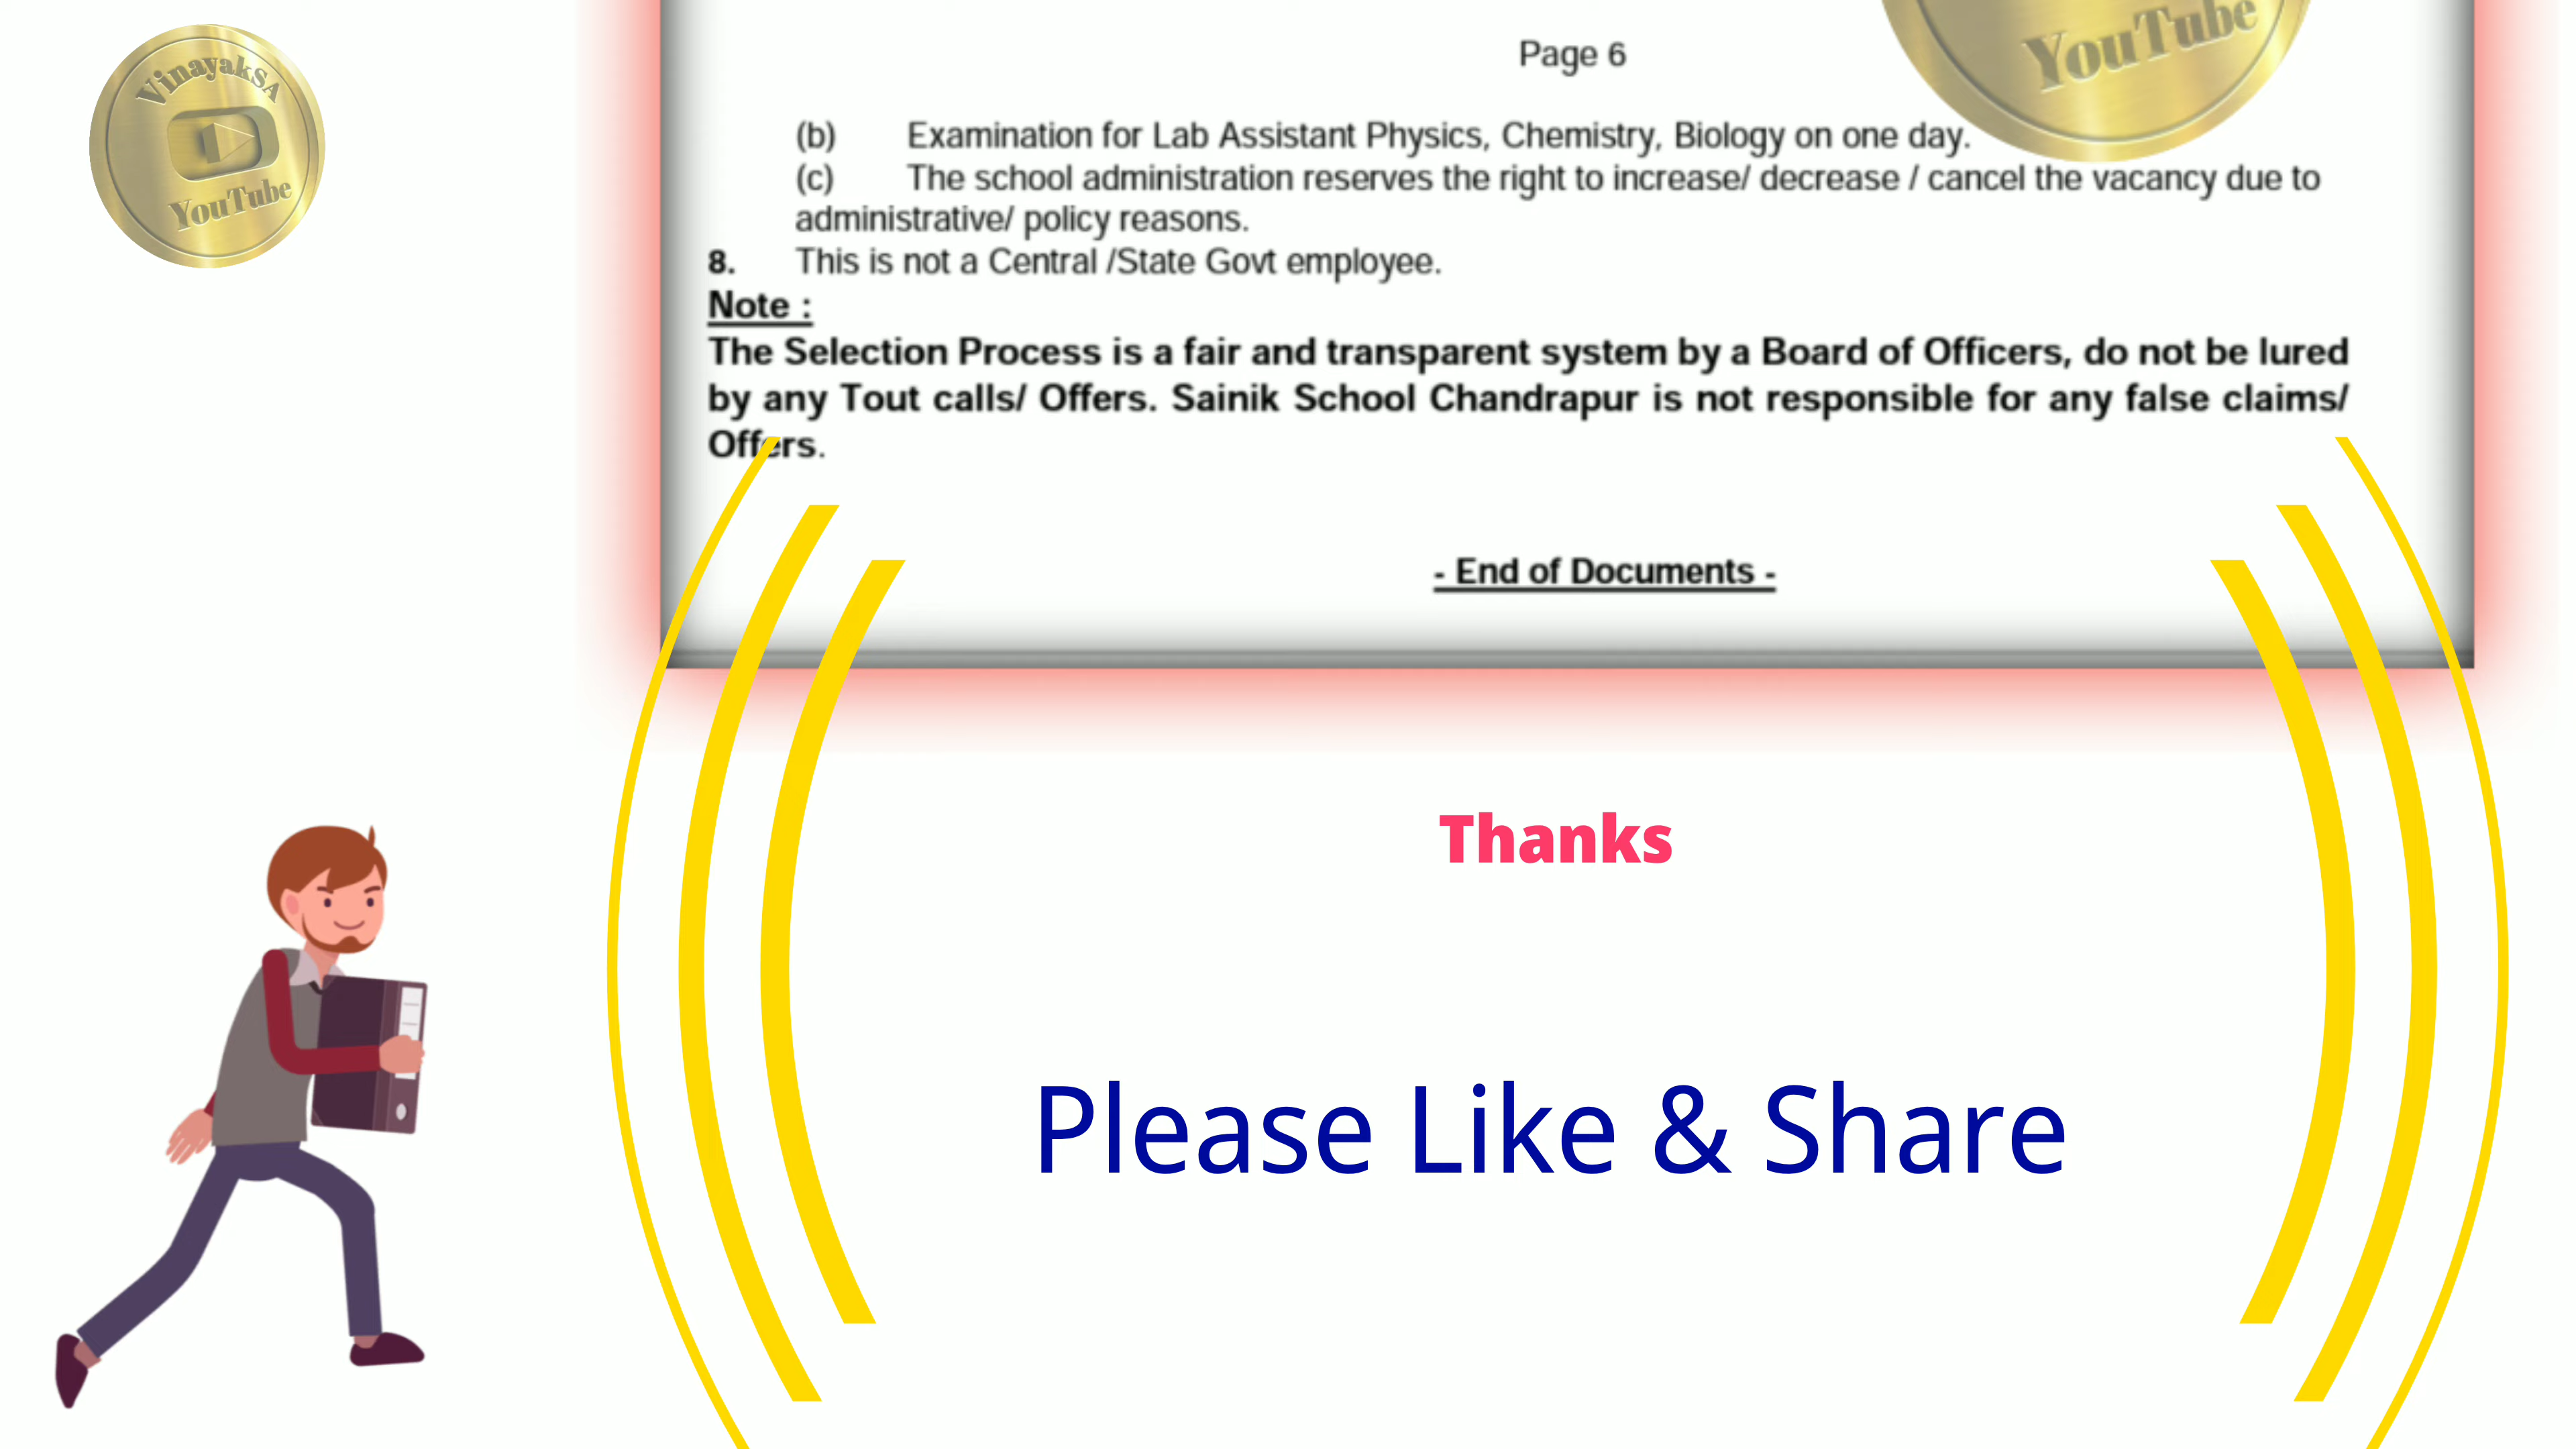 VinayakSA
YouTube
YouTube
Page 6
(b) Examination for Lab Assistant Physics, Chemistry, Biology on one day.
(c) The school administration reserves the right to increase/ decrease / cancel the vacancy due to
administrative/ policy reasons.
8. This is not a Central /State Govt employee.
Note :
The Selection Process is a fair and transparent system by a Board of Officers, do not be lured
by any Tout calls/ Offers. Sainik School Chandrapur is not responsible for any false claims/
Offers.
- End of Documents -
Thanks
Please Like & Share